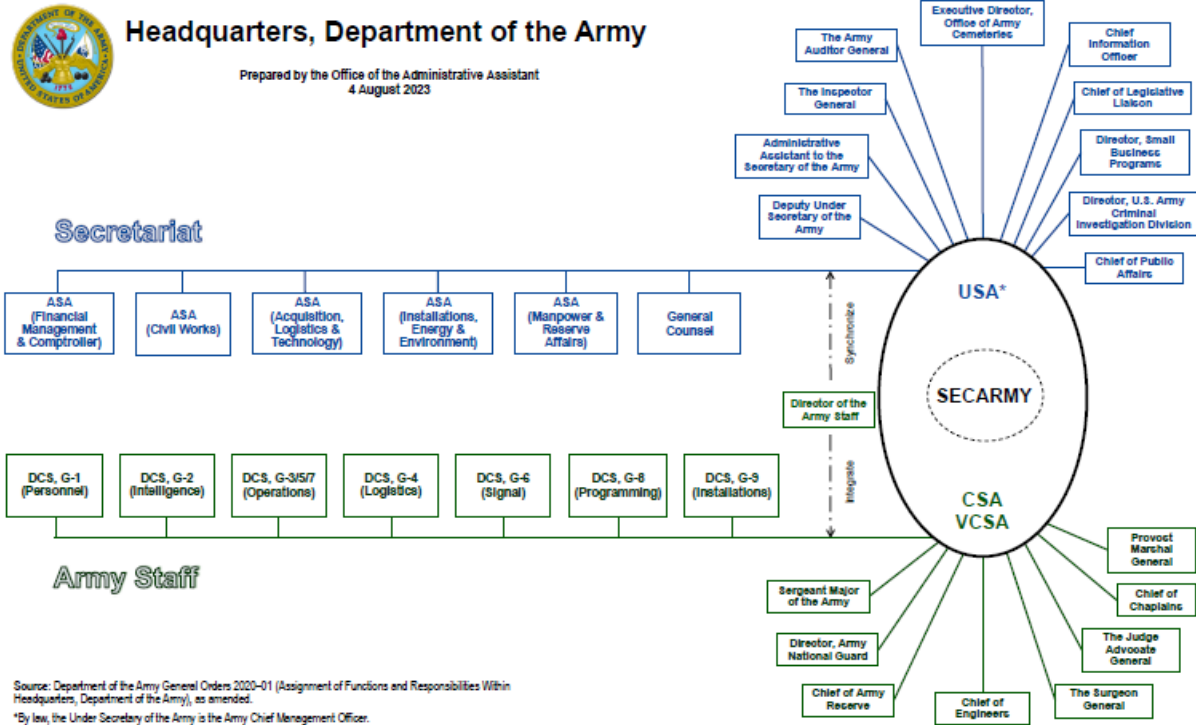 Headquarters, Department of the Army
Prepared by the Office of the Administrative Assistant
4 August 2023
DEPARTMENT OF THE ARMY
UNITED STATES OF AMERICA
1775
Executive Director,
Office of Army
Cemeteries
The Army
Auditor General
Chief
Information
Officer
The Inspector
General
Chief of Legislative
Liaison
Administrative
Assistant to the
Secretary of the Army
Director, Small
Business
Programs
Deputy Under
Secretary of the
Army
Director, U.S. Army
Criminal
Investigation Division
Chief of Public
Affairs
Secretariat
ASA
(Financial
Management
& Comptroller)
ASA
(Civil Works)
ASA
(Acquisition,
Logistics &
Technology)
ASA
(Installations,
Energy &
Environment)
ASA
(Manpower &
Reserve
Affairs)
General
Counsel
Synchronize
USA*
SECARMY
Director of the
Army Staff
Integrate
CSA
VCSA
DCS, G-1
(Personnel)
DCS, G-2
(Intelligence)
DCS, G-3/5/7
(Operations)
DCS, G-4
(Logistics)
DCS, G-6
(Signal)
DCS, G-8
(Programming)
DCS, G-9
(Installations)
Army Staff
Sergeant Major
of the Army
Director, Army
National Guard
Chief of Army
Reserve
Chief of
Engineers
The Surgeon
General
The Judge
Advocate
General
Chief of
Chaplains
Provost
Marshal
General
Source: Department of the Army General Orders 2020–01 (Assignment of Functions and Responsibilities Within
Headquarters, Department of the Army), as amended.
*By law, the Under Secretary of the Army is the Army Chief Management Officer.